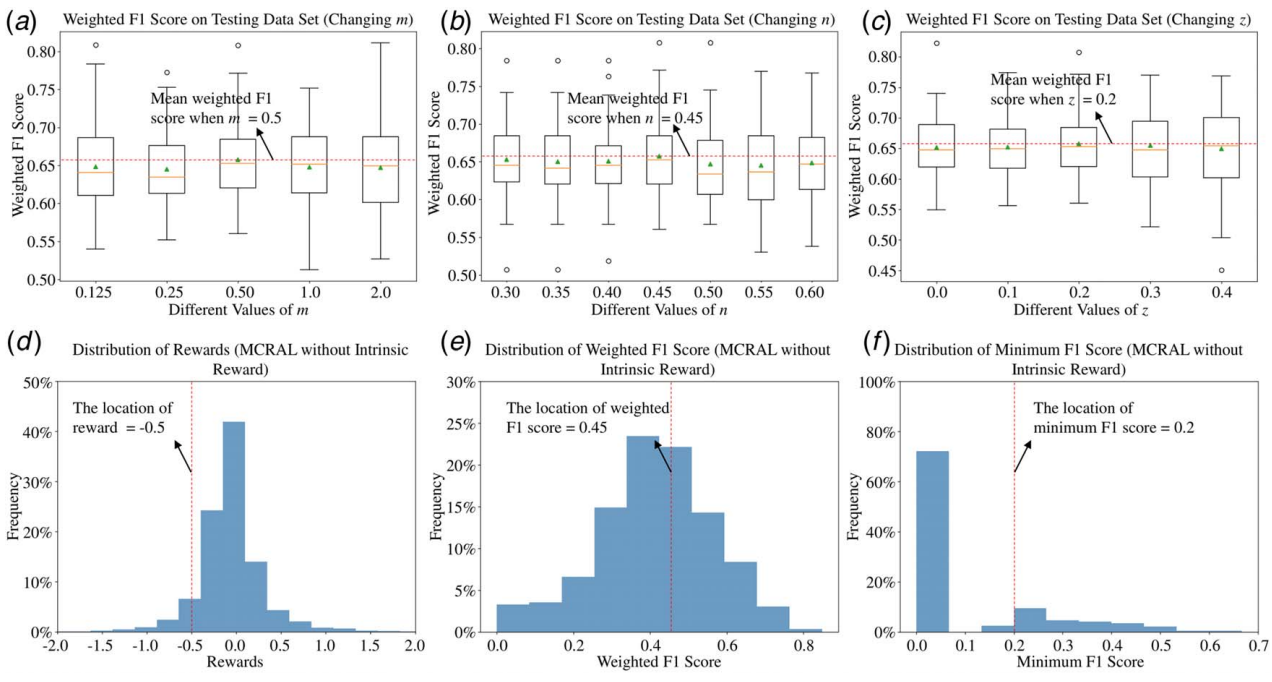 (a) Weighted F1 Score on Testing Data Set (Changing m)
Weighted F1 Score
0.80
0.75
0.70
0.65
0.60
0.55
0.50
Mean weighted F1
score when m = 0.5
0.125 0.25 0.50 1.0 2.0
Different Values of m
(b) Weighted F1 Score on Testing Data Set (Changing n)
Weighted F1 Score
0.80
0.75
0.70
0.65
0.60
0.55
0.50
Mean weighted F1
score when n = 0.45
0.30 0.35 0.40 0.45 0.50 0.55 0.60
Different Values of n
(c) Weighted F1 Score on Testing Data Set (Changing z)
Weighted F1 Score
0.80
0.75
0.70
0.65
0.60
0.55
0.50
0.45
Mean weighted F1
score when z = 0.2
0.0 0.1 0.2 0.3 0.4
Different Values of z
(d) Distribution of Rewards (MCRAL without Intrinsic
Reward)
Frequency
50%
40%
30%
20%
10%
0%
The location of
reward = -0.5
-2.0 -1.5 -1.0 -0.5 0.0 0.5 1.0 1.5 2.0
Rewards
(e) Distribution of Weighted F1 Score (MCRAL without
Intrinsic Reward)
Frequency
30%
25%
20%
15%
10%
5%
0%
The location of weighted
F1 score = 0.45
0.0 0.2 0.4 0.6 0.8
Weighted F1 Score
(f) Distribution of Minimum F1 Score (MCRAL without
Intrinsic Reward)
Frequency
100%
80%
60%
40%
20%
0%
The location of
minimum F1 score = 0.2
0.0 0.1 0.2 0.3 0.4 0.5 0.6 0.7
Minimum F1 Score